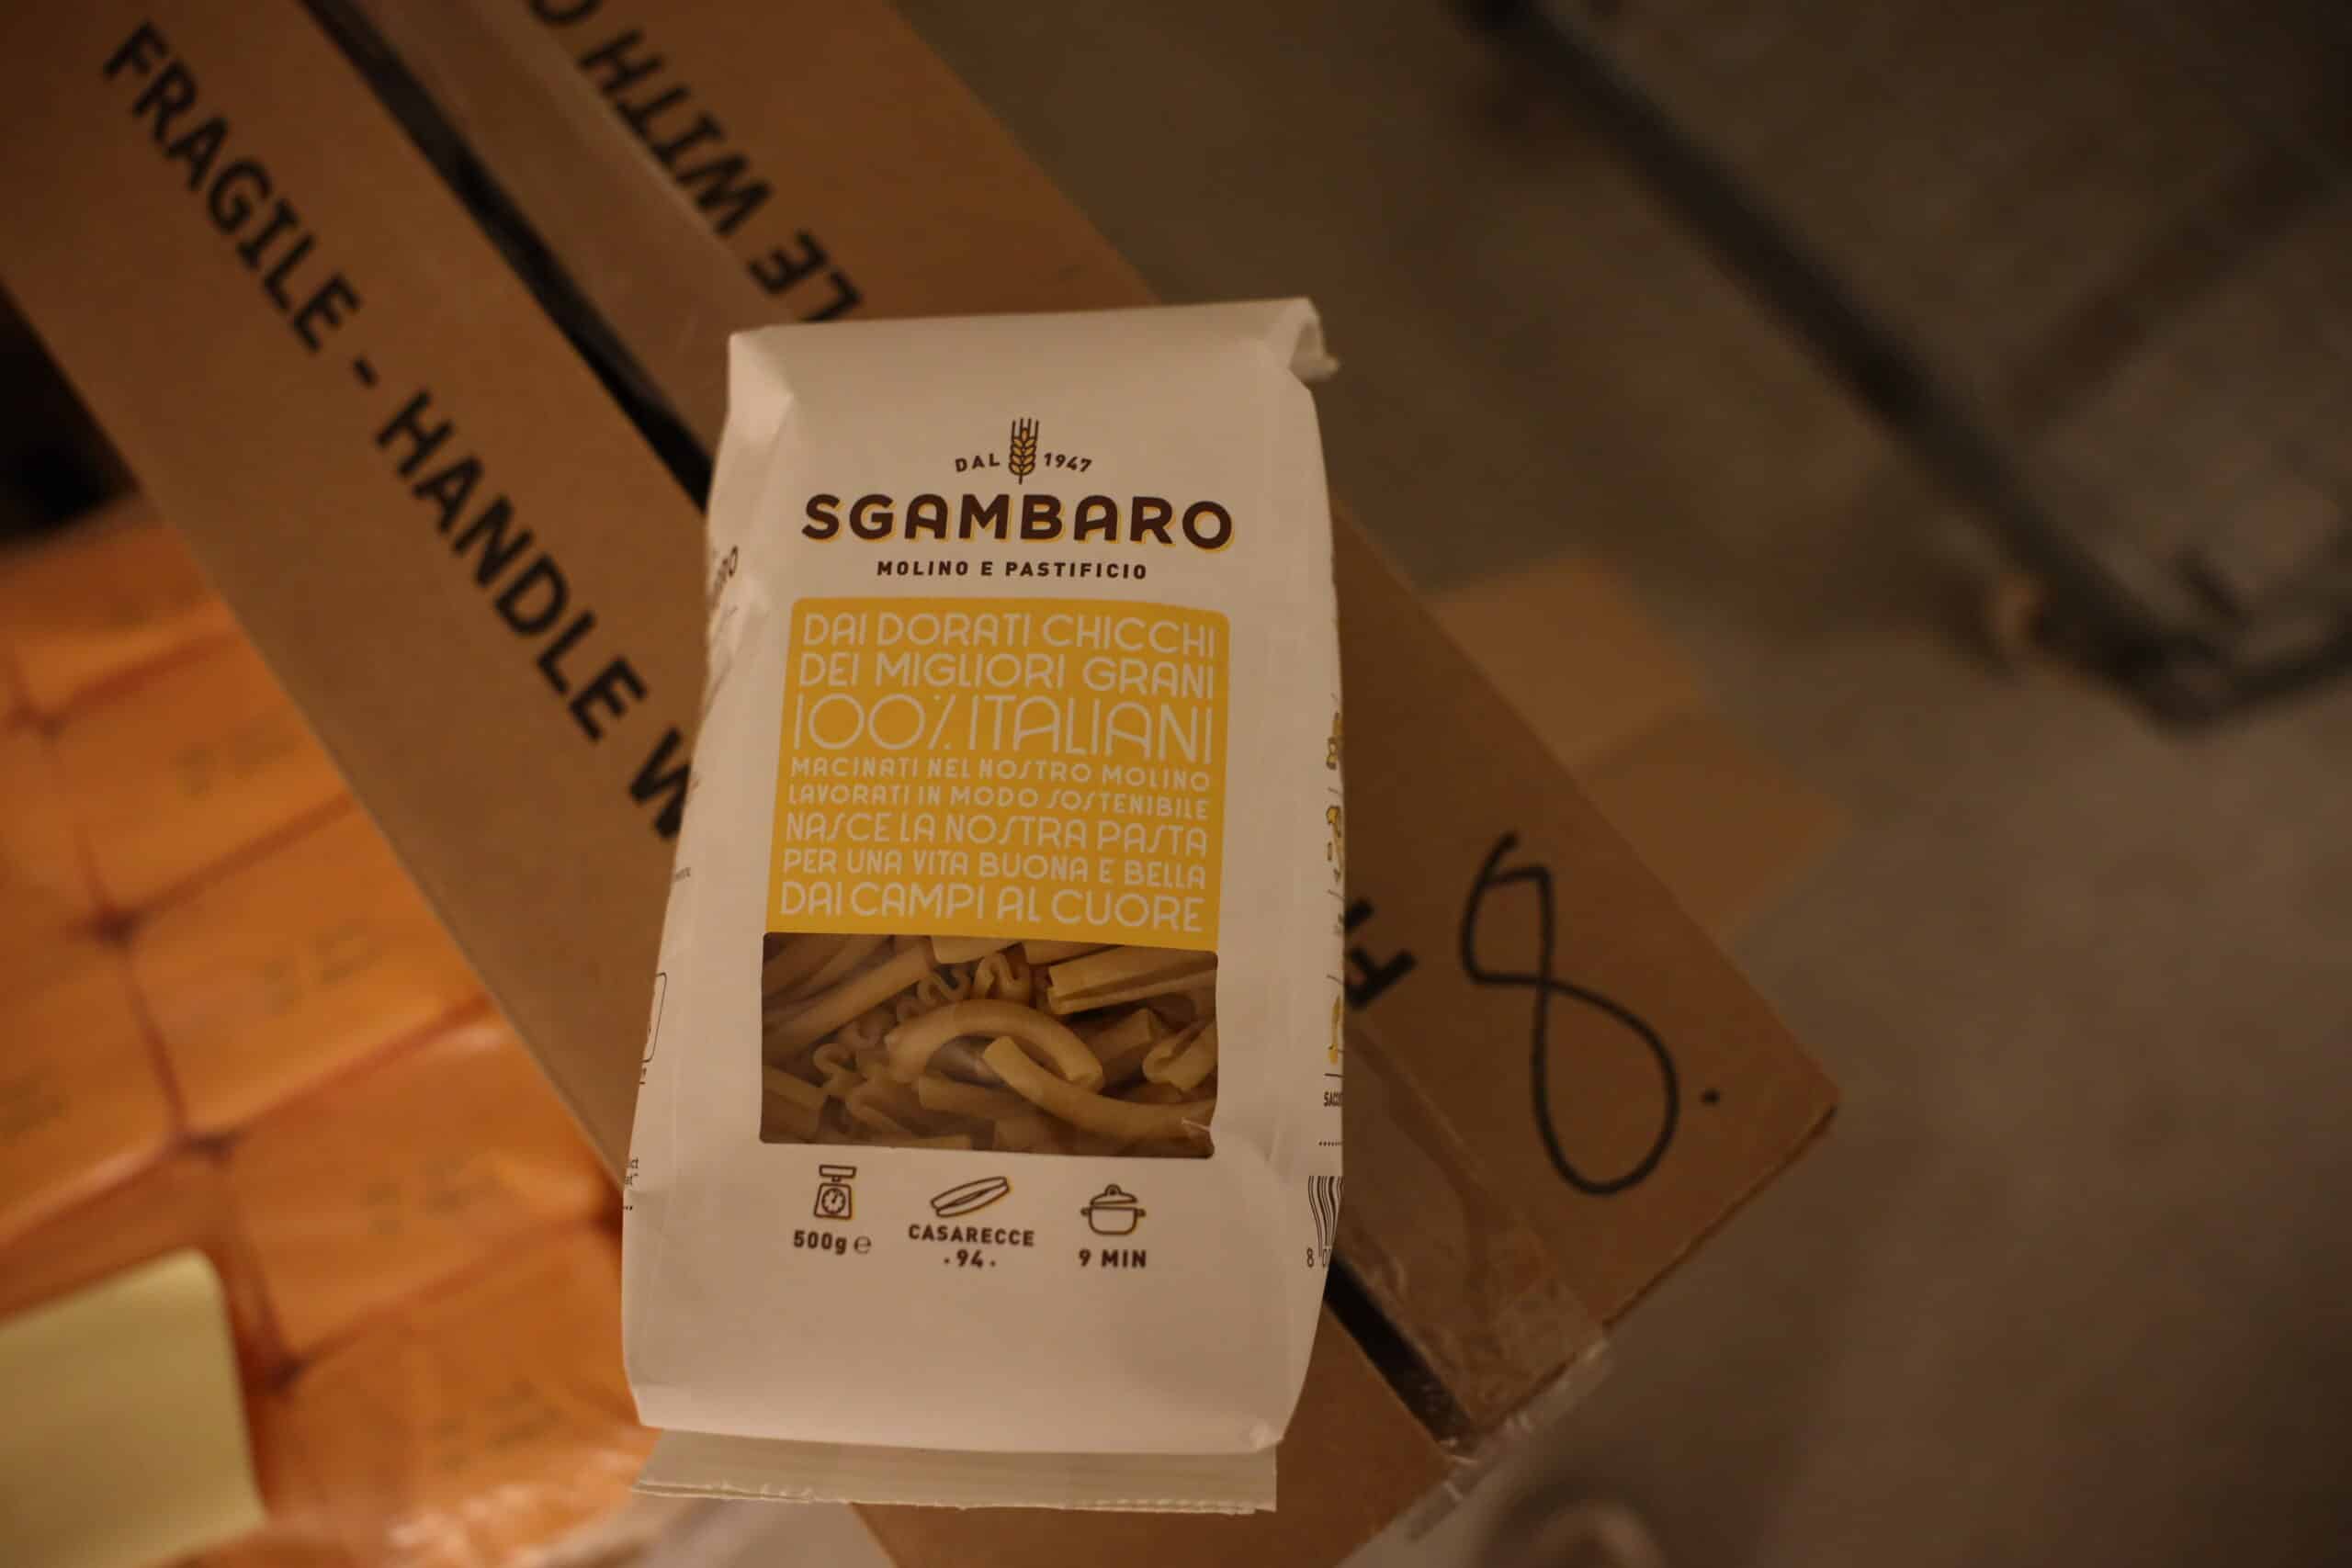 FRAGILE - HANDLE W
LE WITH C
DAL 1947
SGAMBARO
MOLINO E PASTIFICIO
DAI DORATI CHICCHI
DEI MIGLIORI GRANI
100% ITALIANI
MACINATI NEL NOSTRO MOLINO
LAVORATI IN MODO SOSTENIBILE
NASCE LA NOSTRA PASTA
PER UNA VITA BUONA E BELLA
DAI CAMPI AL CUORE
500g ℮
CASARECCE
· 94 ·
9 MIN
F
8.